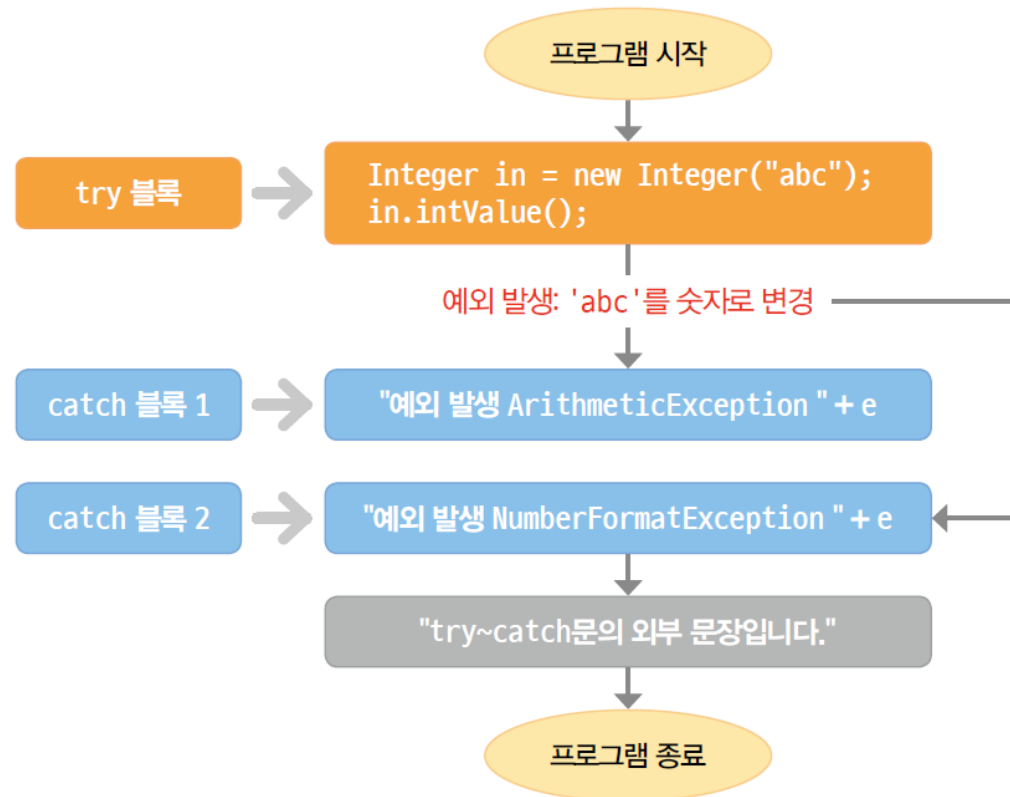 프로그램 시작
try 블록
Integer in = new Integer("abc");
in.intValue();
예외 발생: 'abc'를 숫자로 변경
catch 블록 1
"예외 발생 ArithmeticException " + e
catch 블록 2
"예외 발생 NumberFormatException " + e
"try~catch문의 외부 문장입니다."
프로그램 종료